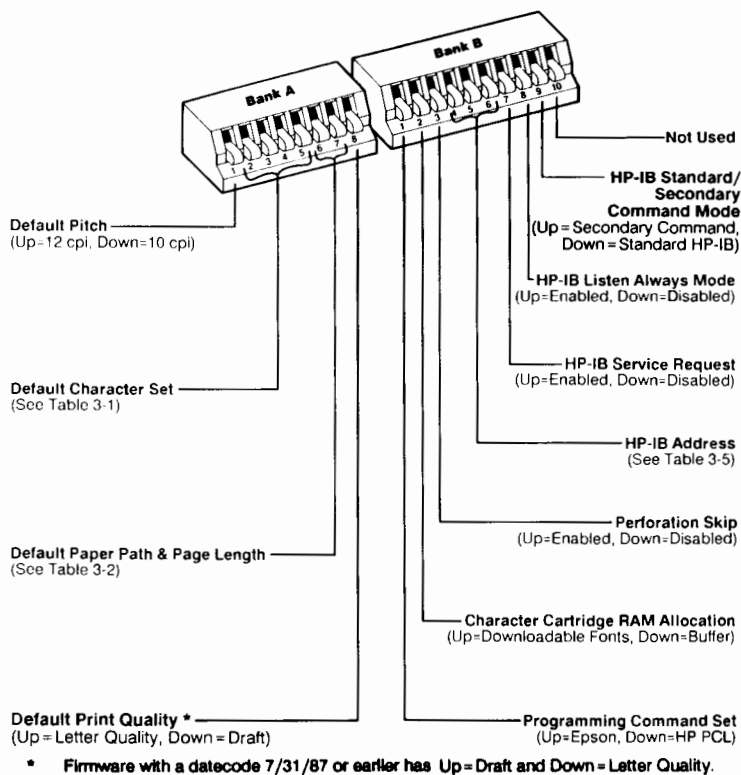 Bank B
Bank A
1 2 3 4 5 6 7 8 9 10
1 2 3 4 5 6 7 8
Not Used
HP-IB Standard/
Secondary
Command Mode
(Up=Secondary Command,
Down=Standard HP-IB)
Default Pitch
(Up=12 cpi, Down=10 cpi)
HP-IB Listen Always Mode
(Up=Enabled, Down=Disabled)
HP-IB Service Request
(Up=Enabled, Down=Disabled)
Default Character Set
(See Table 3-1)
HP-IB Address
(See Table 3-5)
Perforation Skip
(Up=Enabled, Down=Disabled)
Default Paper Path & Page Length
(See Table 3-2)
Character Cartridge RAM Allocation
(Up=Downloadable Fonts, Down=Buffer)
Default Print Quality *
(Up=Letter Quality, Down=Draft)
Programming Command Set
(Up=Epson, Down=HP PCL)
* Firmware with a datecode 7/31/87 or earlier has Up=Draft and Down=Letter Quality.